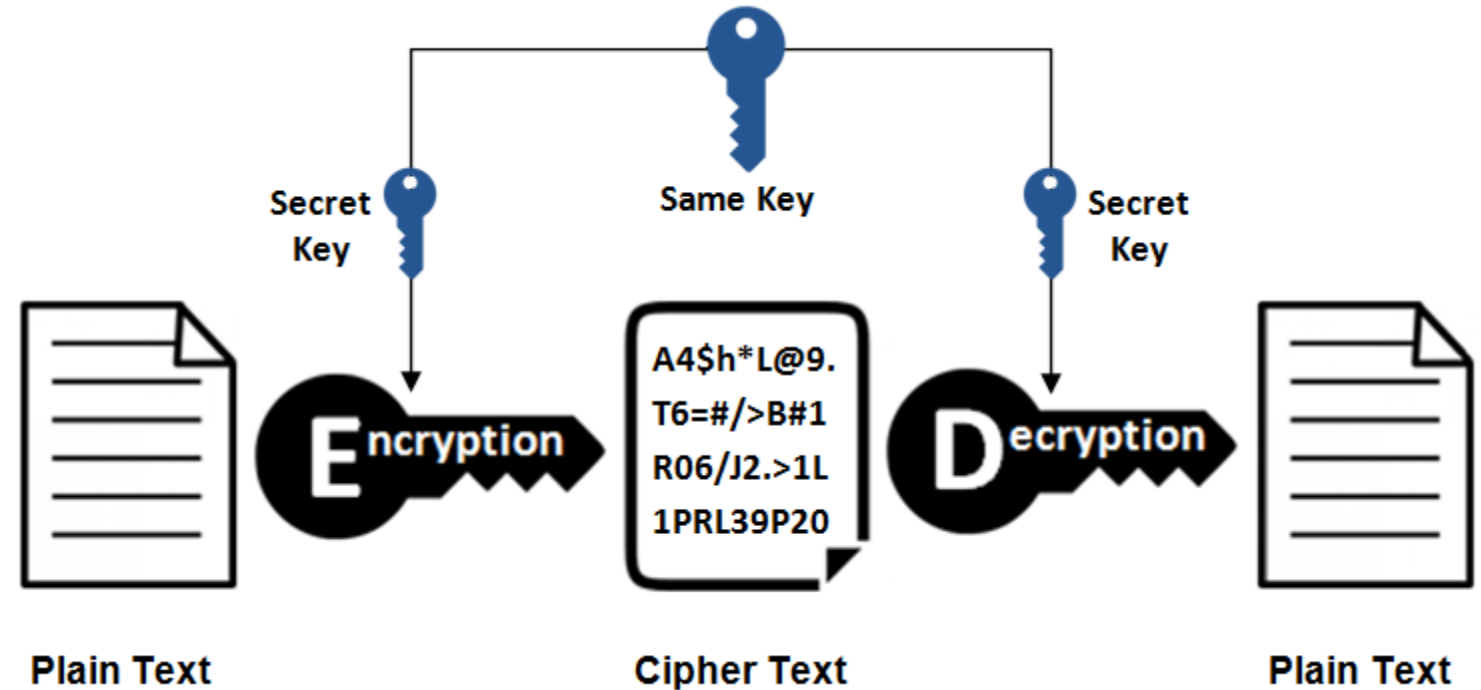 Same Key
Secret
Key
Secret
Key
Encryption
A4$h*L@9.
T6=#/>B#1
R06/J2.>1L
1PRL39P20
Decryption
Plain Text
Cipher Text
Plain Text